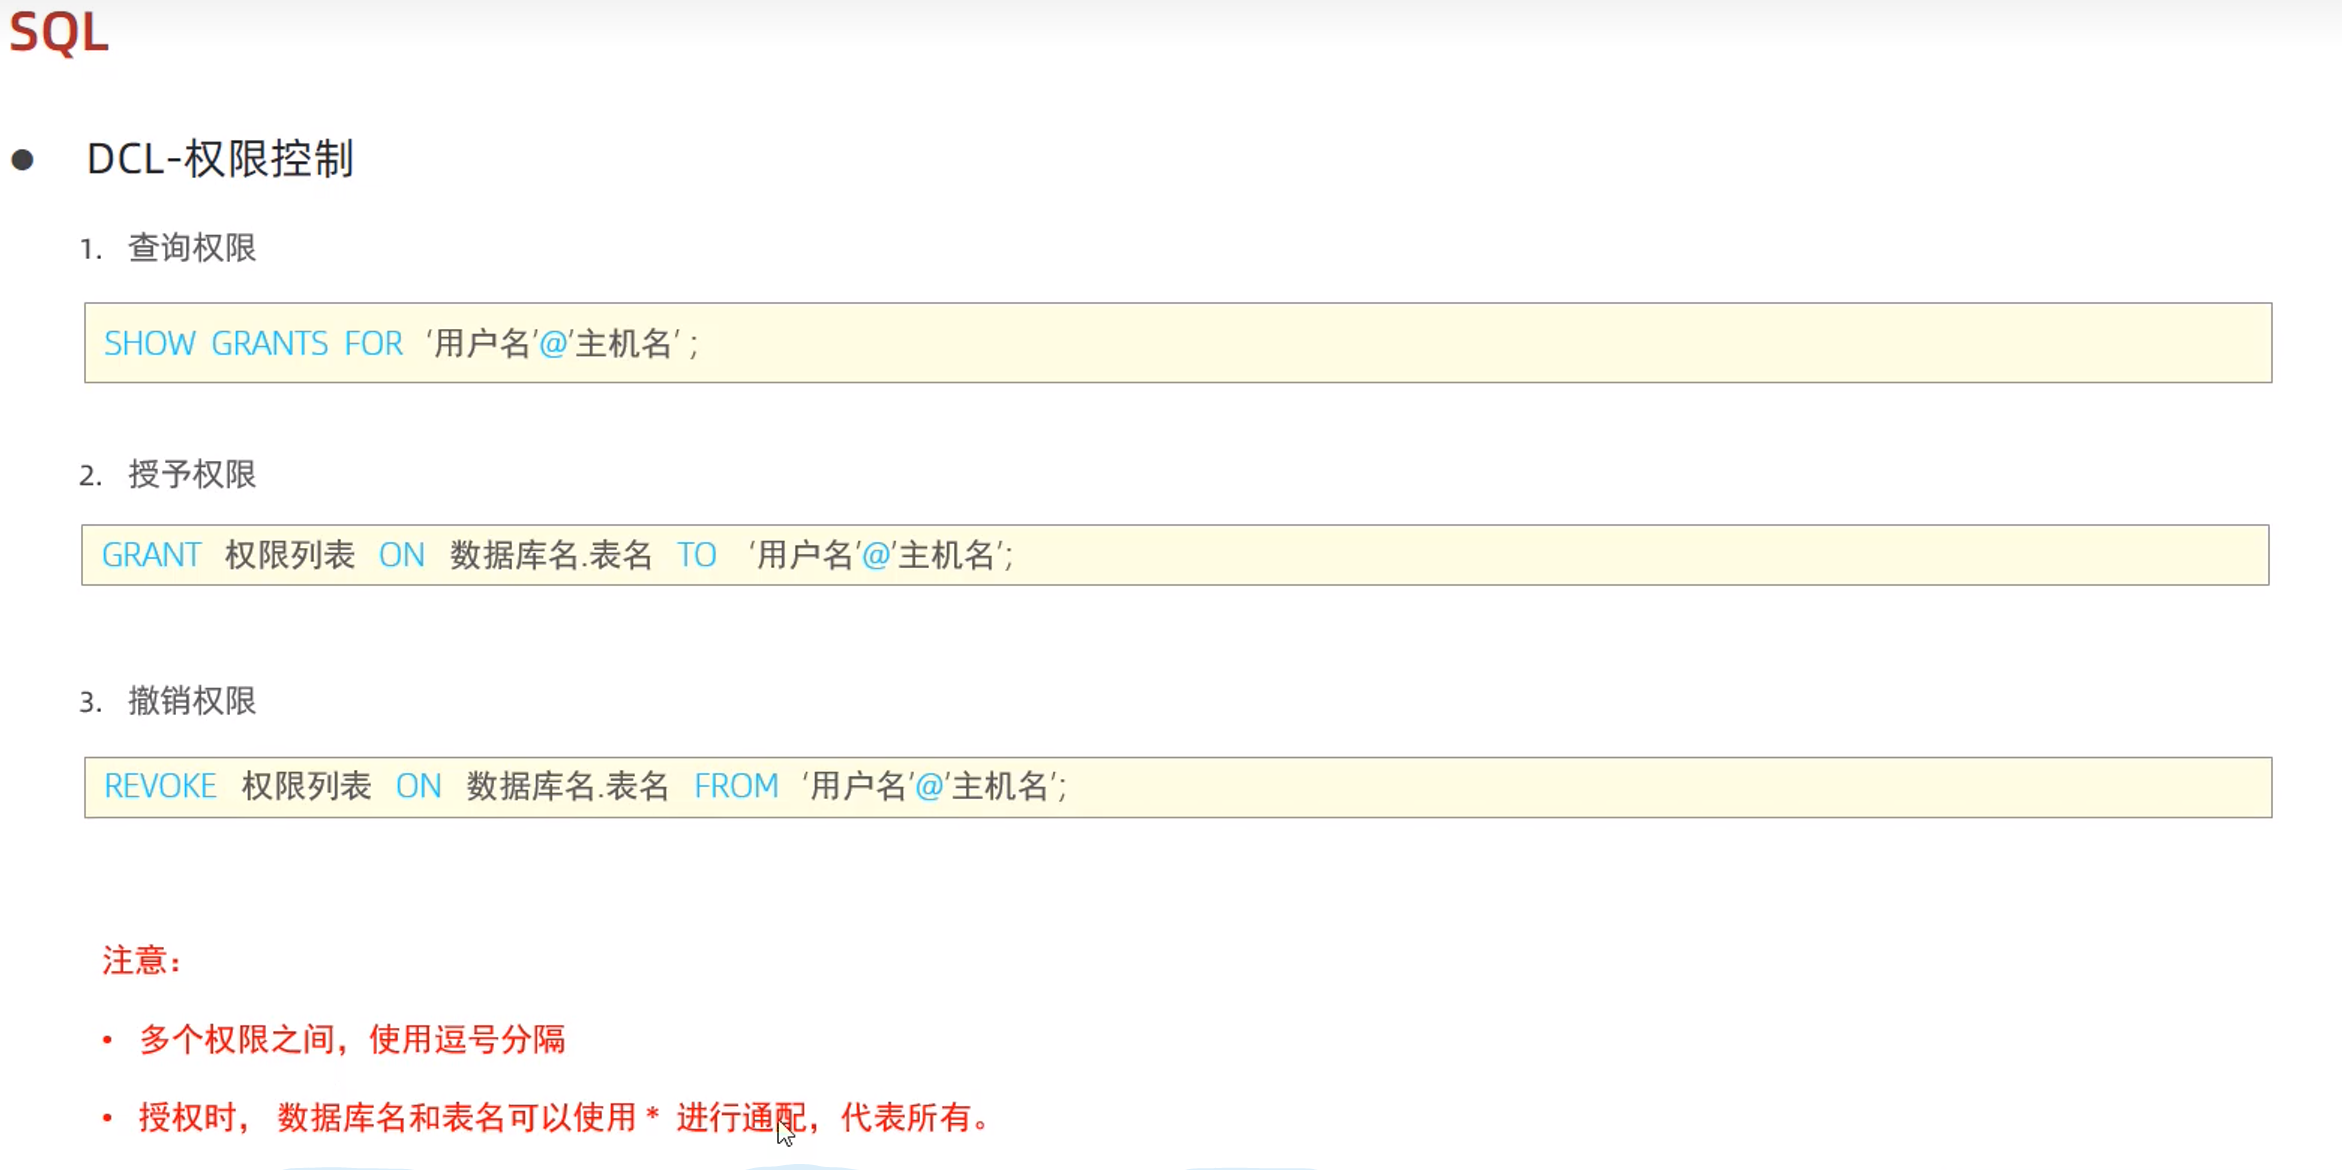 SQL
● DCL-权限控制
1. 查询权限
SHOW GRANTS FOR '用户名'@'主机名' ;
2. 授予权限
GRANT 权限列表 ON 数据库名.表名 TO '用户名'@'主机名';
3. 撤销权限
REVOKE 权限列表 ON 数据库名.表名 FROM '用户名'@'主机名';
注意：
• 多个权限之间，使用逗号分隔
• 授权时， 数据库名和表名可以使用 * 进行通配，代表所有。